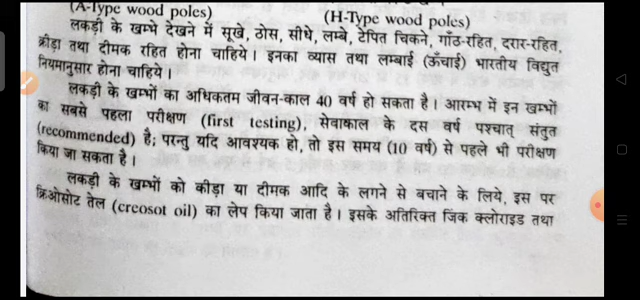 (A-Type wood poles) (H-Type wood poles)
लकड़ी के खम्भे देखने में सूखे, ठोस, सीधे, लम्बे, टेपित चिकने, गाँठ-रहित, दरार-रहित,
क्रीड़ा तथा दीमक रहित होना चाहिये। इनका व्यास तथा लम्बाई (ऊँचाई) भारतीय विद्युत
नियमानुसार होना चाहिये।
लकड़ी के खम्भों का अधिकतम जीवन-काल 40 वर्ष हो सकता है। आरम्भ में इन खम्भों
का सबसे पहला परीक्षण (first testing), सेवाकाल के दस वर्ष पश्चात् संतुत
(recommended) है; परन्तु यदि आवश्यक हो, तो इस समय (10 वर्ष) से पहले भी परीक्षण
किया जा सकता है।
लकड़ी के खम्भों को कीड़ा या दीमक आदि के लगने से बचाने के लिये, इस पर
क्रिओसोट तेल (creosot oil) का लेप किया जाता है। इसके अतिरिक्त जिंक क्लोराइड तथा